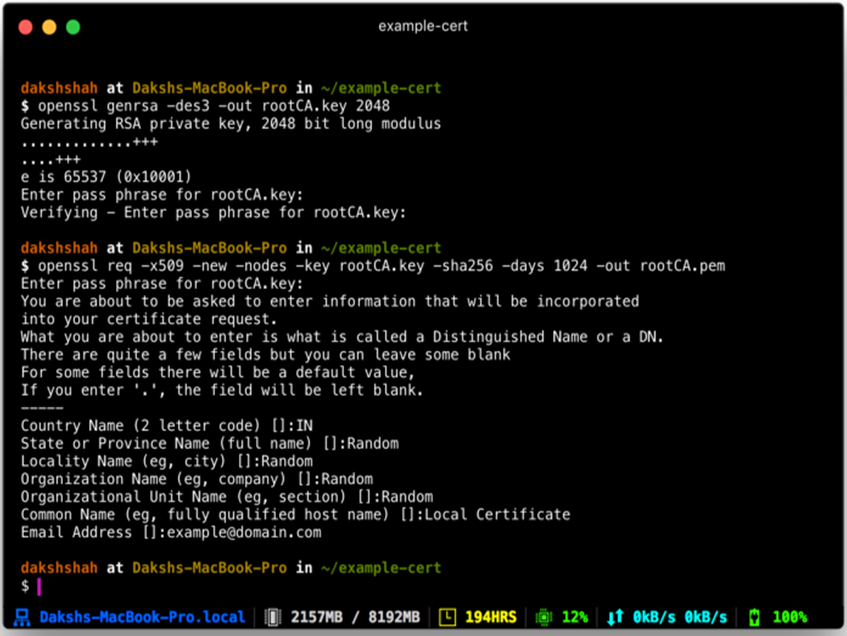 example-cert
dakshshah at Dakshs-MacBook-Pro in ~/example-cert
$ openssl genrsa -des3 -out rootCA.key 2048
Generating RSA private key, 2048 bit long modulus
.............+++
....+++
e is 65537 (0x10001)
Enter pass phrase for rootCA.key:
Verifying - Enter pass phrase for rootCA.key:
dakshshah at Dakshs-MacBook-Pro in ~/example-cert
$ openssl req -x509 -new -nodes -key rootCA.key -sha256 -days 1024 -out rootCA.pem
Enter pass phrase for rootCA.key:
You are about to be asked to enter information that will be incorporated
into your certificate request.
What you are about to enter is what is called a Distinguished Name or a DN.
There are quite a few fields but you can leave some blank
For some fields there will be a default value,
If you enter '.', the field will be left blank.
-----
Country Name (2 letter code) []:IN
State or Province Name (full name) []:Random
Locality Name (eg, city) []:Random
Organization Name (eg, company) []:Random
Organizational Unit Name (eg, section) []:Random
Common Name (eg, fully qualified host name) []:Local Certificate
Email Address []:example@domain.com
dakshshah at Dakshs-MacBook-Pro in ~/example-cert
$
Dakshs-MacBook-Pro.local 2157MB / 8192MB 194HRS 12% 0kB/s 0kB/s 100%